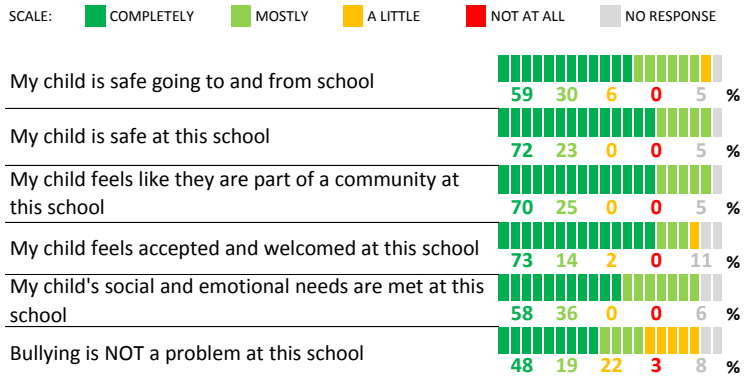 SCALE: COMPLETELY MOSTLY A LITTLE NOT AT ALL NO RESPONSE
My child is safe going to and from school
59 30 6 0 5 %
My child is safe at this school
72 23 0 0 5 %
My child feels like they are part of a community at
this school
70 25 0 0 5 %
My child feels accepted and welcomed at this school
73 14 2 0 11 %
My child's social and emotional needs are met at this
school
58 36 0 0 6 %
Bullying is NOT a problem at this school
48 19 22 3 8 %